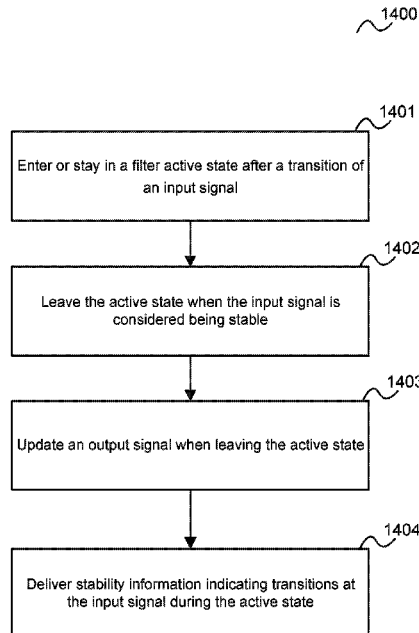 1400
1401
Enter or stay in a filter active state after a transition of
an input signal
1402
Leave the active state when the input signal is
considered being stable
1403
Update an output signal when leaving the active state
1404
Deliver stability information indicating transitions at
the input signal during the active state